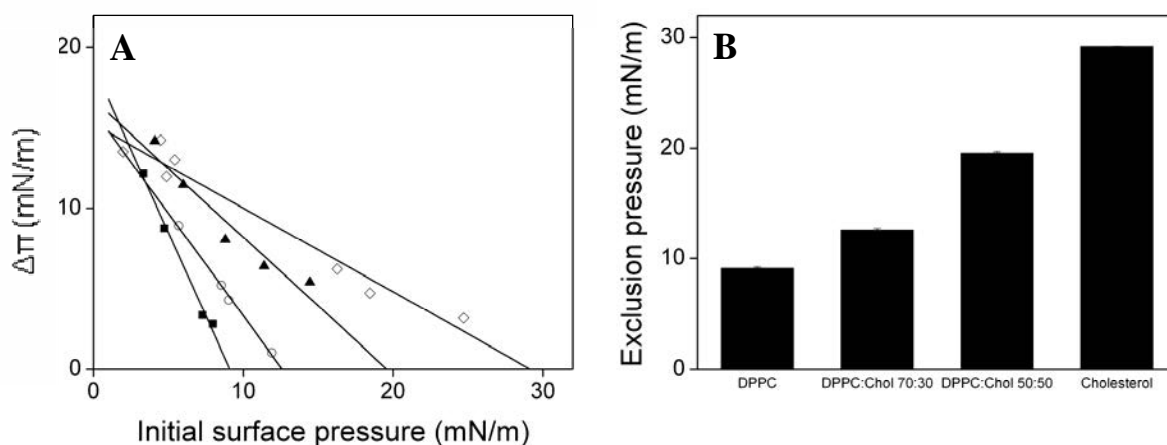 A
20
10
0
Δπ (mN/m)
0
10
20
30
Initial surface pressure (mN/m)
B
30
20
10
0
Exclusion pressure (mN/m)
DPPC
DPPC:Chol 70:30
DPPC:Chol 50:50
Cholesterol